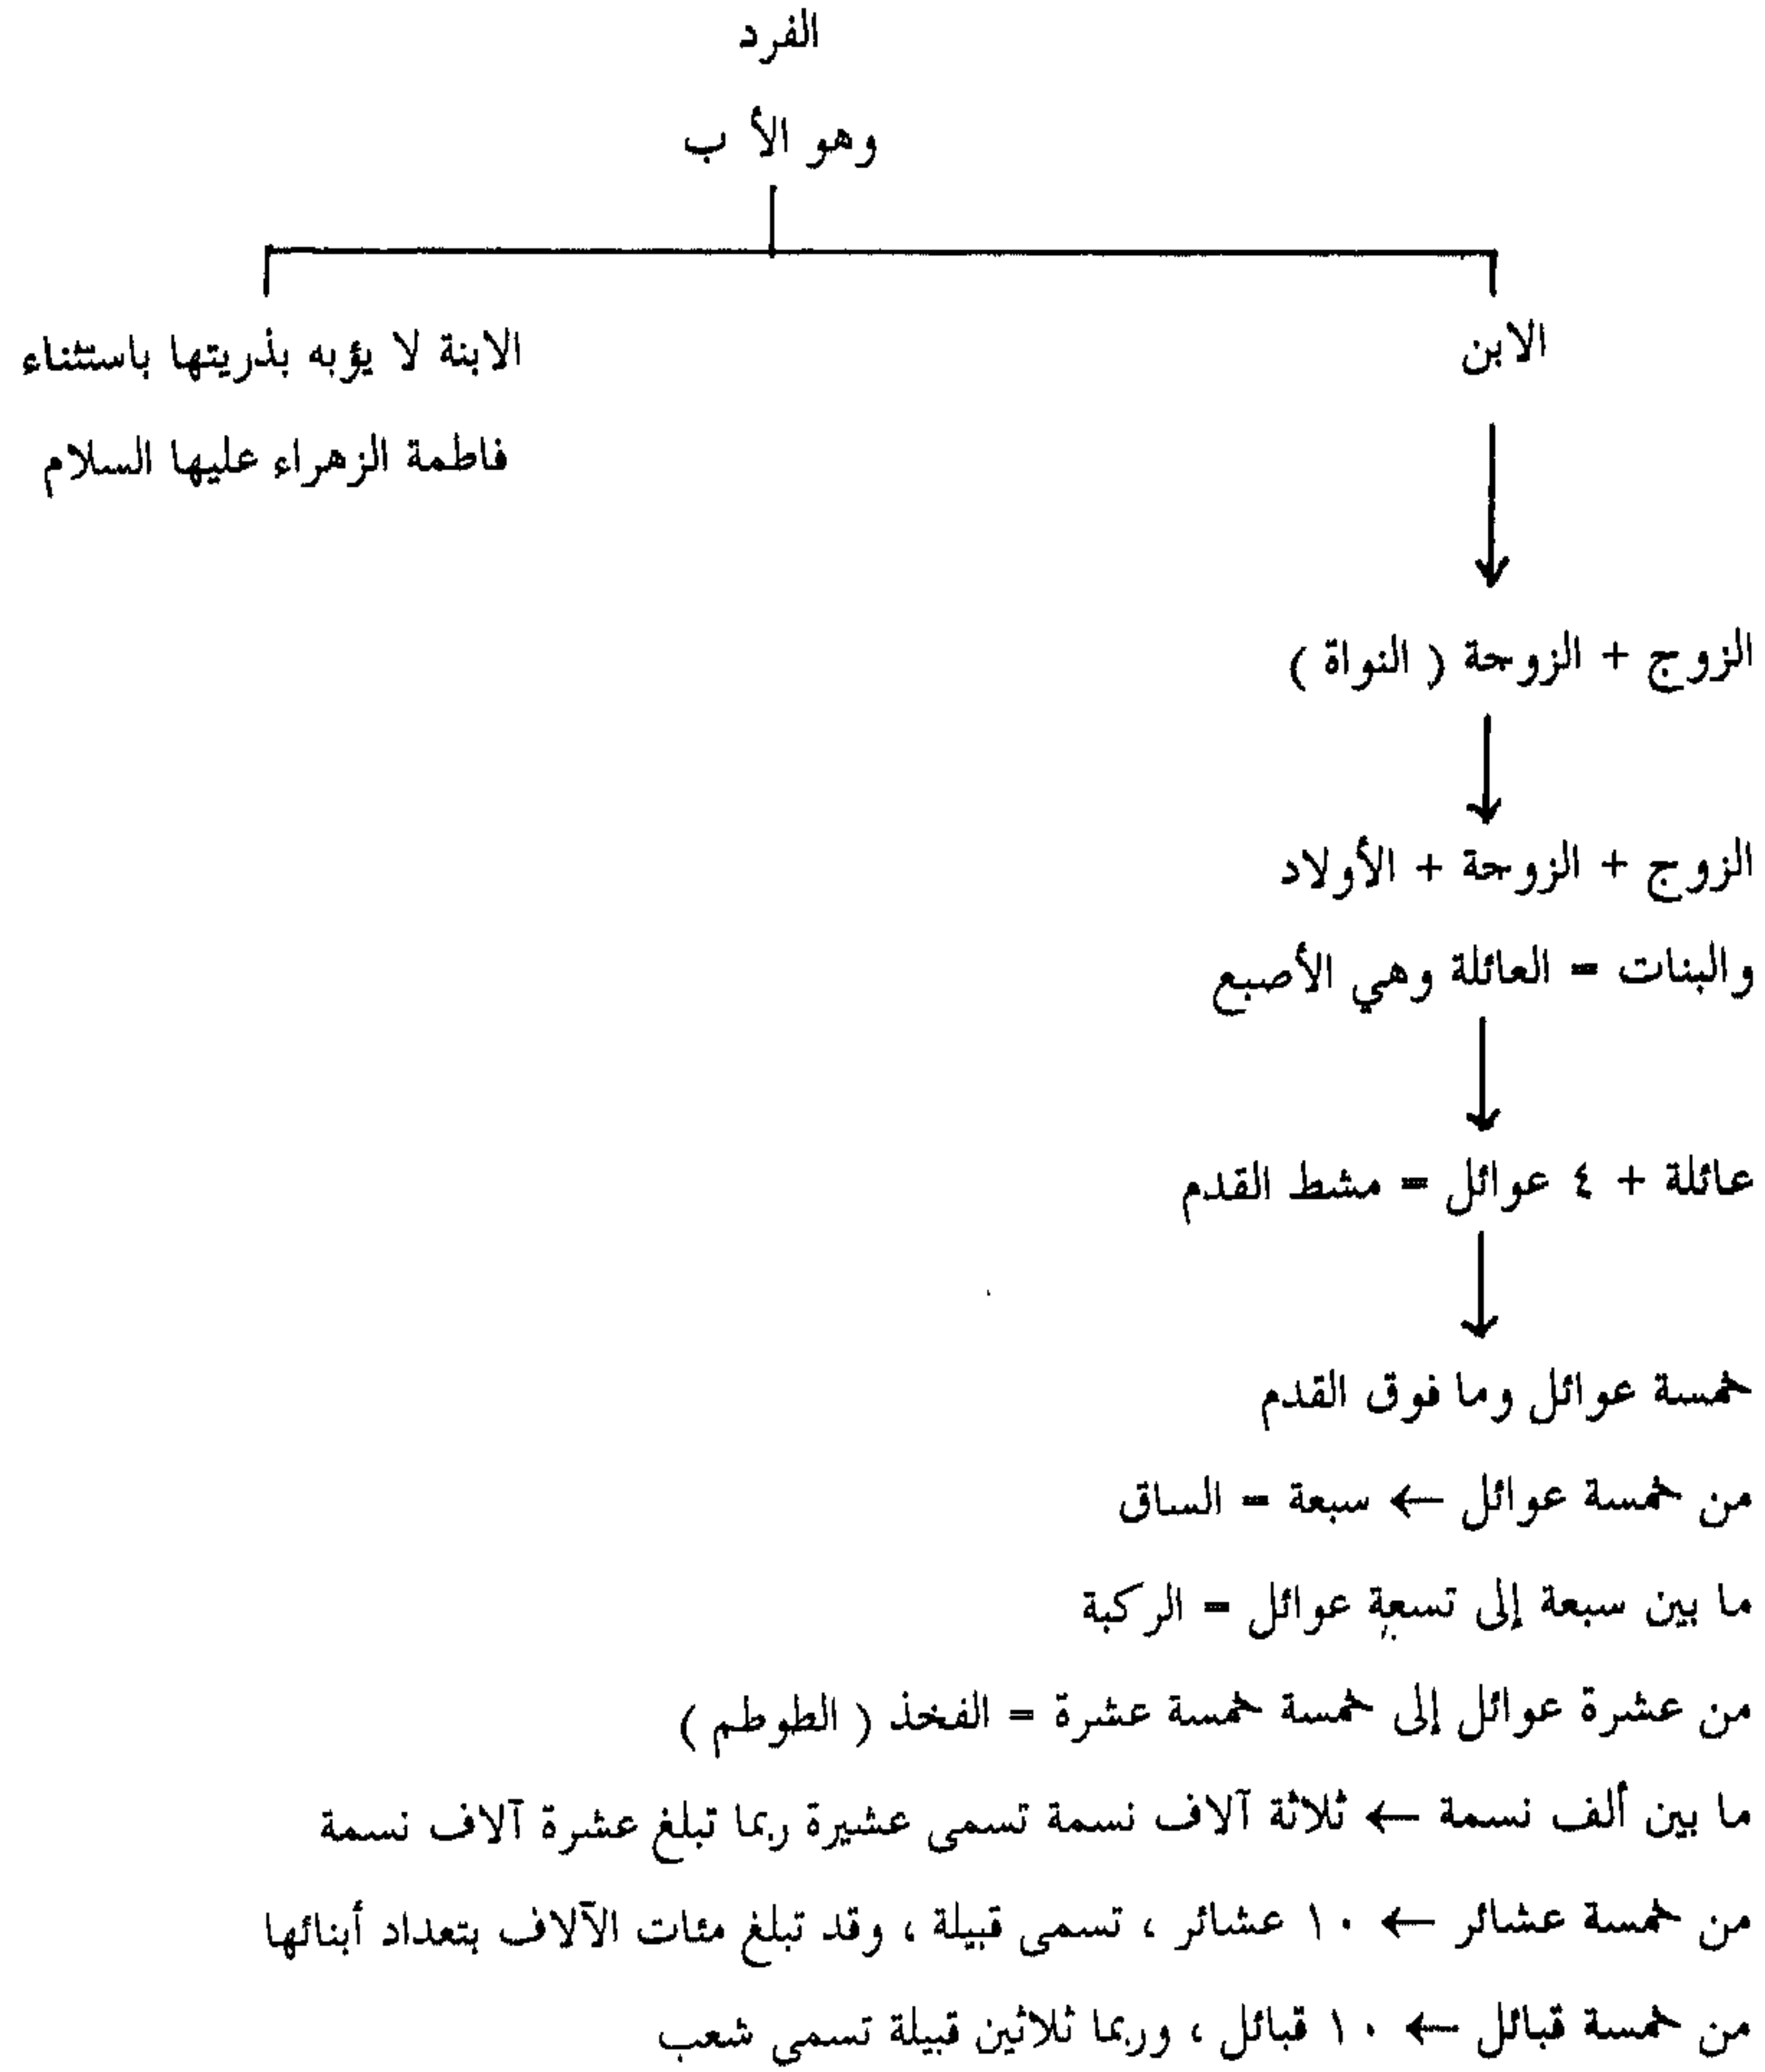 الفرد
وهو الأ ب
الابن
الابنة لا يؤبه بذريتها باستثناء
فاطمة الزهراء عليها السلام
الزوج + الزوجة ( النواة )
الزوج + الزوجة + الأولاد
والبنات = العائلة وهي الأصبع
عائلة + ٤ عوائل = مشط القدم
خمسة عوائل وما فوق القدم
من خمسة عوائل ← سبعة = الساق
ما بين سبعة إلى تسعة عوائل = الركبة
من عشرة عوائل إلى خمسة خمسة عشرة = الفخذ ( الطوطم )
ما بين ألف نسمة ← ثلاثة آلاف نسمة تسمى عشيرة ربما تبلغ عشرة آلاف نسمة
من خمسة عشائر ← ١٠ عشائر ، تسمى قبيلة ، وقد تبلغ مئات الآلاف بتعداد أبنائها
من خمسة قبائل ← ١٠ قبائل ، وربما ثلاثين قبيلة تسمى شعب